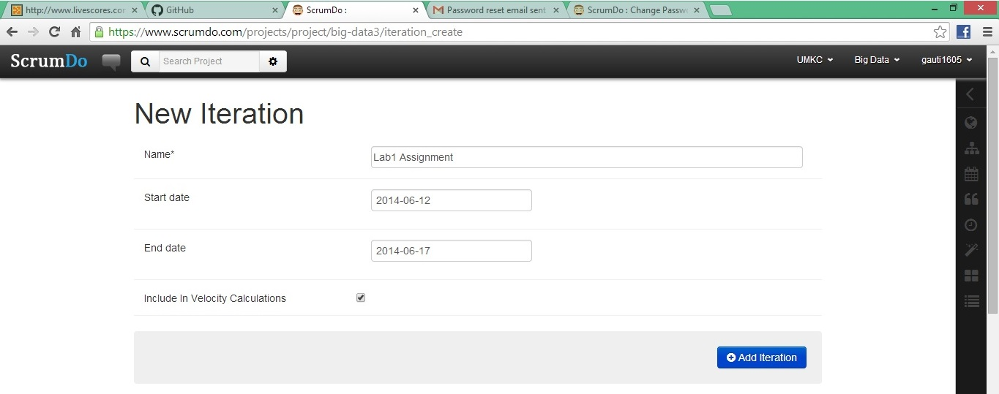 http://www.livescores.cor GitHub ScrumDo : Password reset email sent ScrumDo : Change Passw
https://www.scrumdo.com/projects/project/big-data3/iteration_create
ScrumDo Search Project UMKC Big Data gauti1605
New Iteration
Name* Lab1 Assignment
Start date 2014-06-12
End date 2014-06-17
Include In Velocity Calculations
Add Iteration